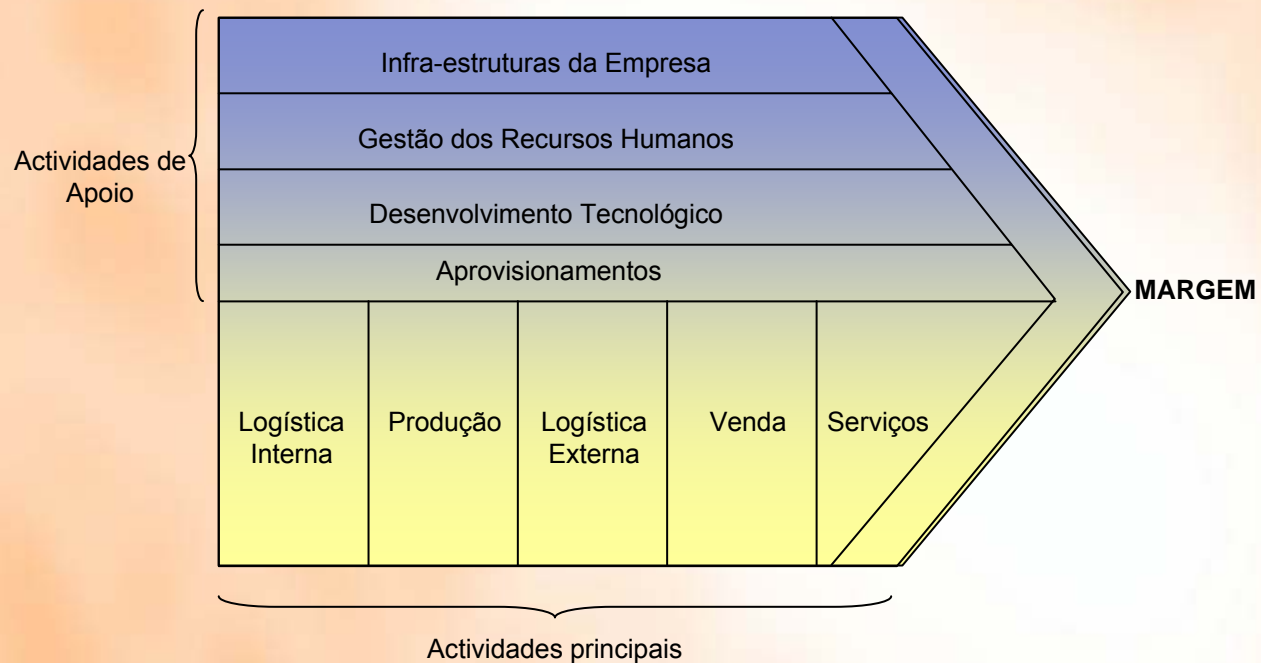 Infra-estruturas da Empresa
Gestão dos Recursos Humanos
Desenvolvimento Tecnológico
Aprovisionamentos
Actividades de
Apoio
MARGEM
Logística
Interna
Produção
Logística
Externa
Venda
Serviços
Actividades principais